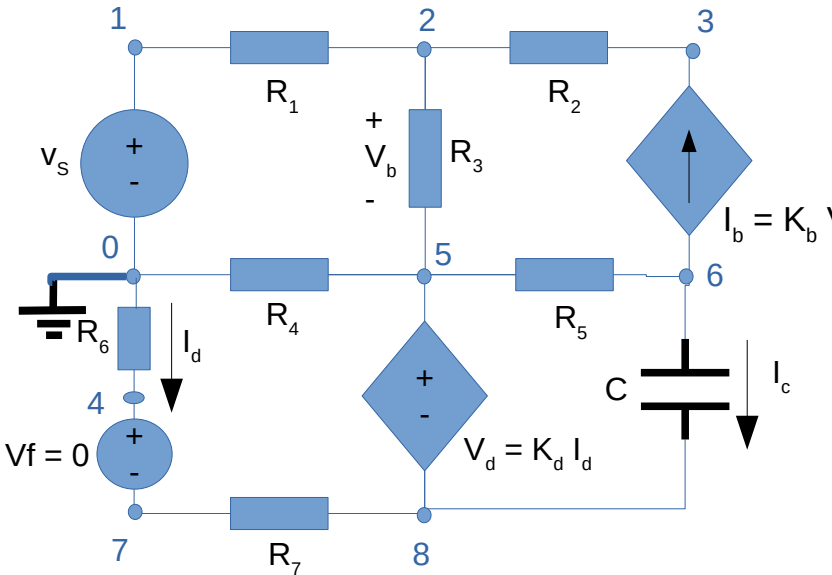 1
2
3
R1
R2
vS
+
-
+
Vb
-
R3
Ib = Kb V
0
5
6
R4
R5
R6
Id
4
+
-
Vf = 0
+
-
Vd = Kd Id
C
Ic
7
R7
8